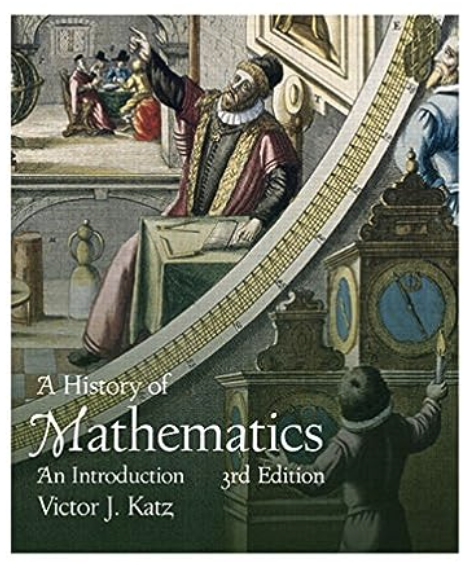 E
T
A History of
Mathematics
An Introduction 3rd Edition
Victor J. Katz